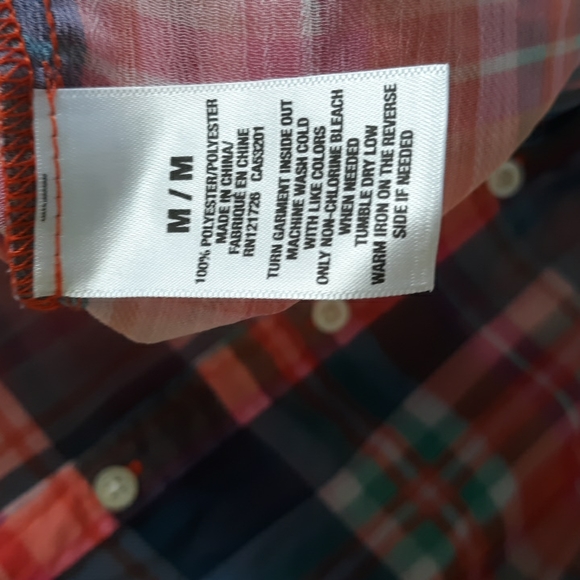 M / M
100% POLYESTER/POLYESTER
MADE IN CHINA/
FABRIQUÉ EN CHINE
RN121726 CA63201
TURN GARMENT INSIDE OUT
MACHINE WASH COLD
WITH LIKE COLORS
ONLY NON-CHLORINE BLEACH
WHEN NEEDED
TUMBLE DRY LOW
WARM IRON ON THE REVERSE
SIDE IF NEEDED